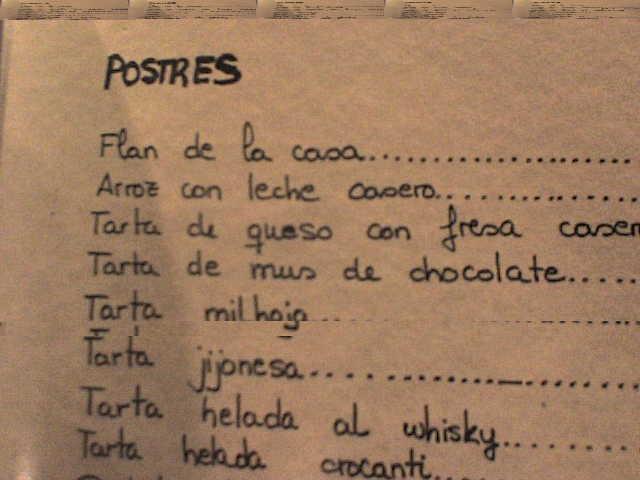 POSTRES
Flan de la casa....................
Arroz con leche casero...............
Tarta de queso con fresa caser
Tarta de mus de chocolate.....
Tarta milhoja
Tarta jijonesa...................
Tarta helada al whisky........
Tarta helada crocanti....